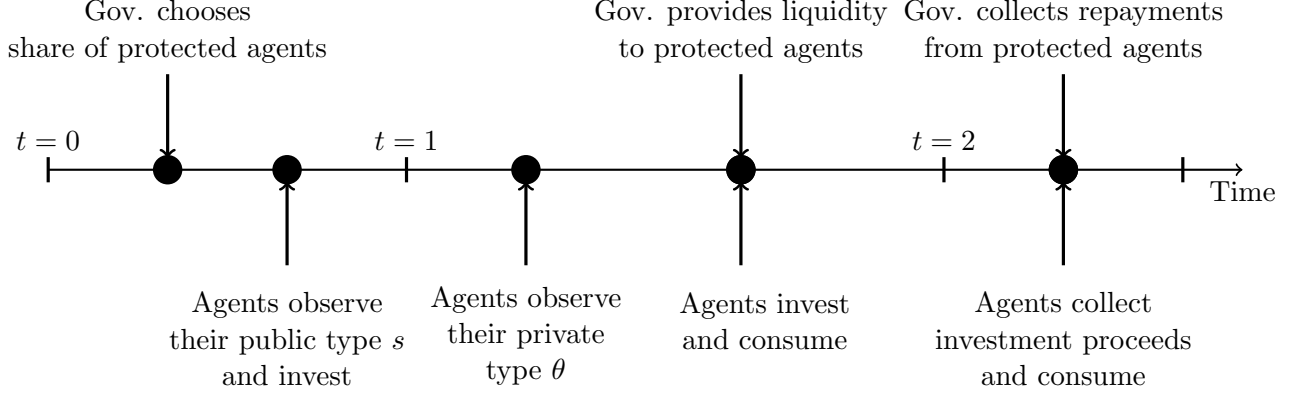 Gov. chooses
share of protected agents
Gov. provides liquidity
to protected agents
Gov. collects repayments
from protected agents
t = 0
t = 1
t = 2
Time
Agents observe
their public type s
and invest
Agents observe
their private
type θ
Agents invest
and consume
Agents collect
investment proceeds
and consume